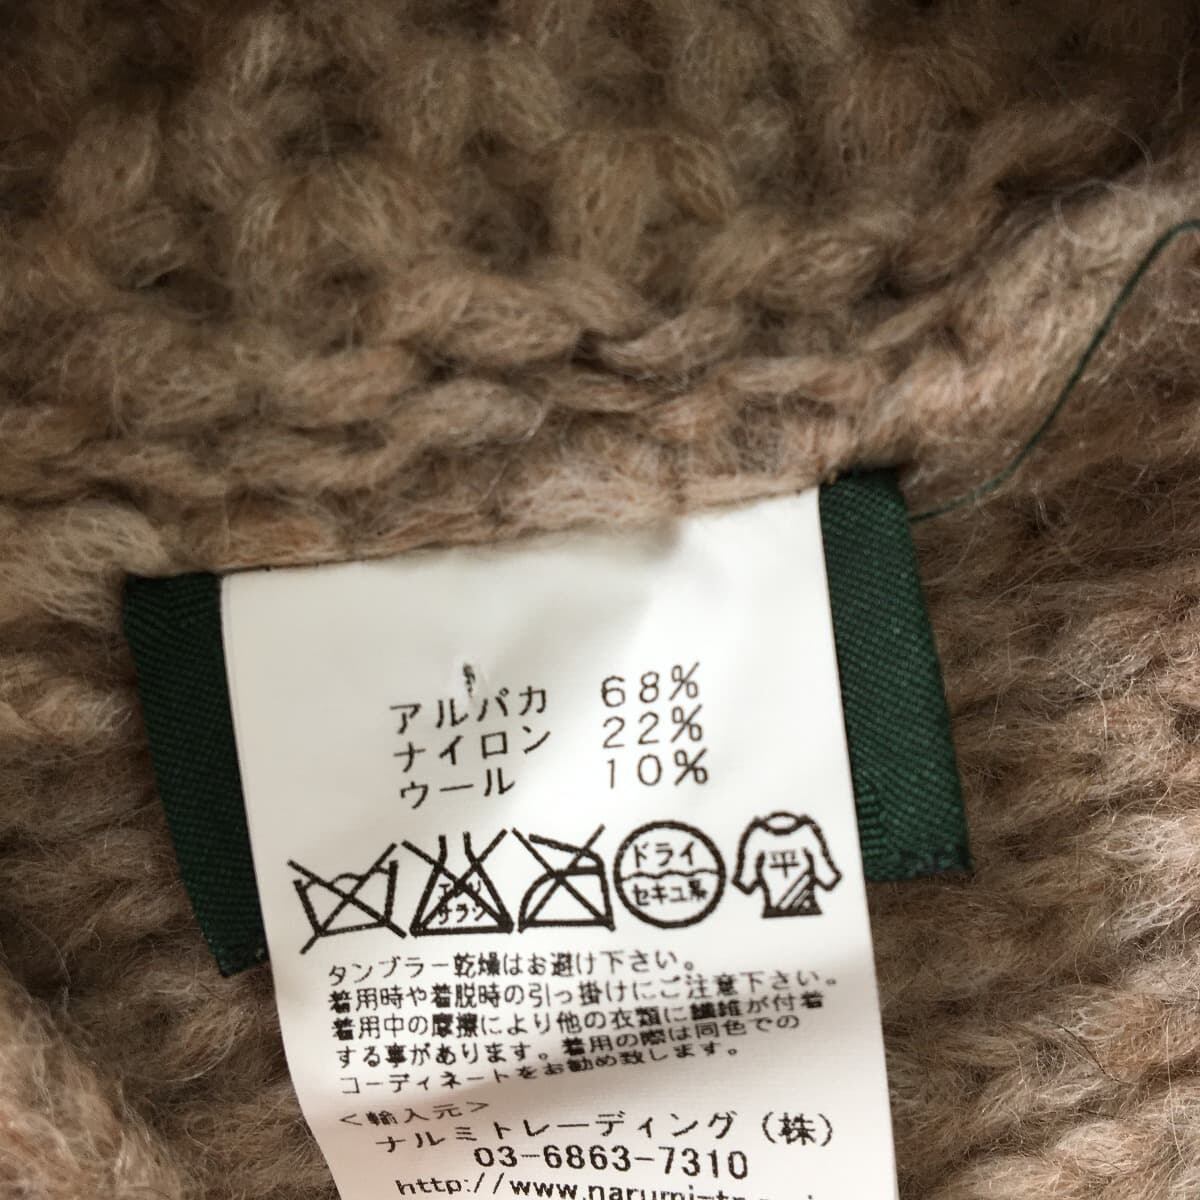 アルパカ 68%
ナイロン 22%
ウール 10%
エンソ
サラシ
ドライ
セキユ系
平
タンブラー乾燥はお避け下さい。
着用時や着脱時の引っ掛けにご注意下さい。
着用中の摩擦により他の衣類に繊維が付着
する事があります。着用の際は同色での
コーディネートをお勧め致します。
<輸入元>
ナルミトレーディング(株)
03-6863-7310